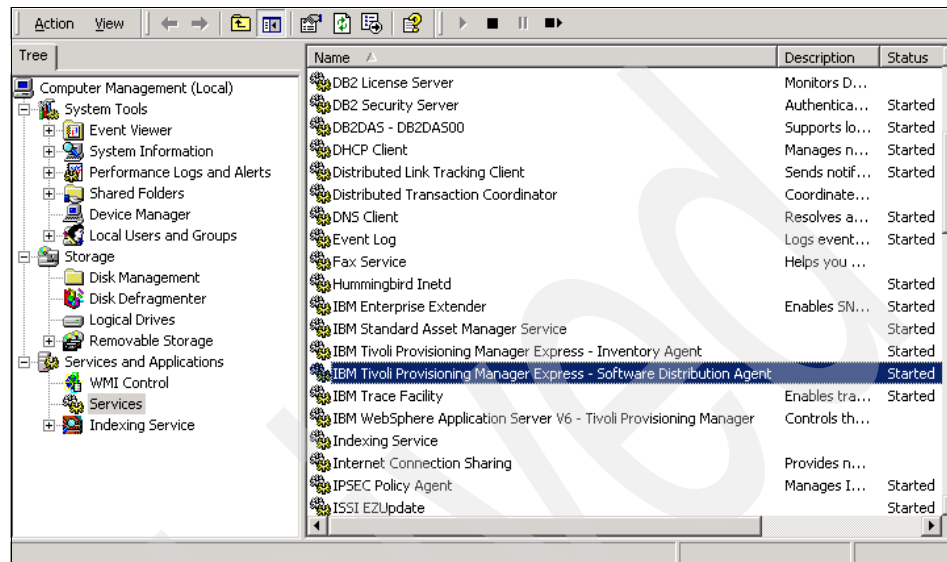 Action View
Tree
Computer Management (Local)
System Tools
Event Viewer
System Information
Performance Logs and Alerts
Shared Folders
Device Manager
Local Users and Groups
Storage
Disk Management
Disk Defragmenter
Logical Drives
Removable Storage
Services and Applications
WMI Control
Services
Indexing Service
Name Description Status
DB2 License Server Monitors D...
DB2 Security Server Authentica... Started
DB2DAS - DB2DAS00 Supports lo... Started
DHCP Client Manages n... Started
Distributed Link Tracking Client Sends notif... Started
Distributed Transaction Coordinator Coordinate...
DNS Client Resolves a... Started
Event Log Logs event... Started
Fax Service Helps you ...
Hummingbird Inetd Started
IBM Enterprise Extender Enables SN... Started
IBM Standard Asset Manager Service Started
IBM Tivoli Provisioning Manager Express - Inventory Agent Started
IBM Tivoli Provisioning Manager Express - Software Distribution Agent Started
IBM Trace Facility Enables tra... Started
IBM WebSphere Application Server V6 - Tivoli Provisioning Manager Controls th...
Indexing Service
Internet Connection Sharing Provides n...
IPSEC Policy Agent Manages I... Started
ISSI EZUpdate Started